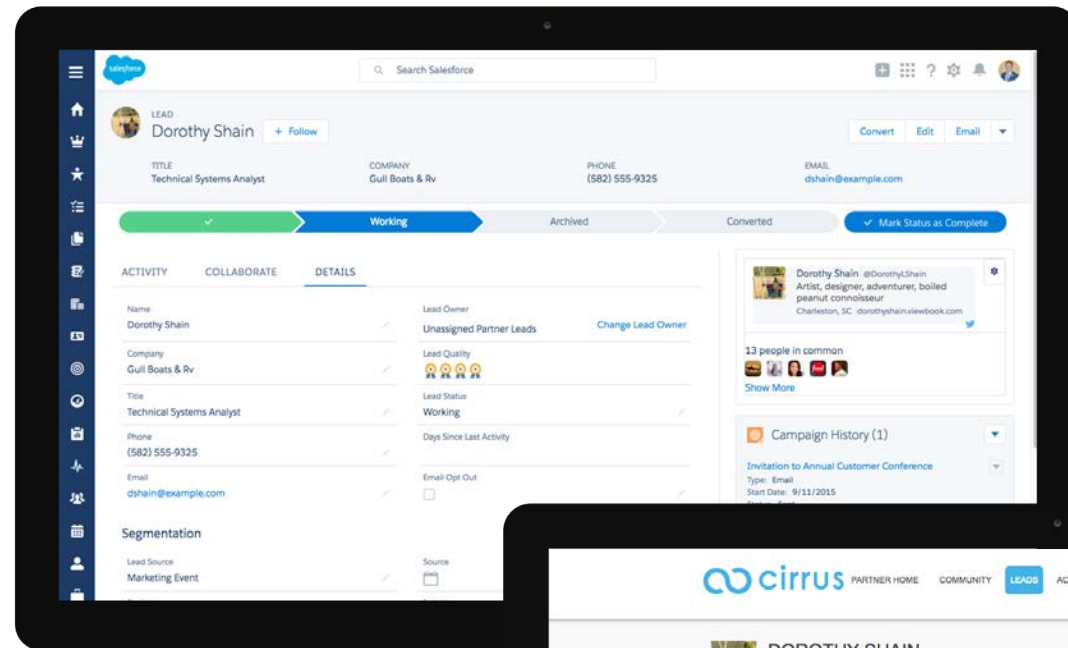 salesforce
Search Salesforce
LEAD
Dorothy Shain
+ Follow
Convert Edit Email
TITLE COMPANY PHONE EMAIL
Technical Systems Analyst Gull Boats & Rv (582) 555-9325 dshain@example.com
Working Archived Converted Mark Status as Complete
ACTIVITY COLLABORATE DETAILS
Name Lead Owner
Dorothy Shain Unassigned Partner Leads Change Lead Owner
Company Lead Quality
Gull Boats & Rv
Title Lead Status
Technical Systems Analyst Working
Phone Days Since Last Activity
(582) 555-9325
Email Email Opt Out
dshain@example.com
Segmentation
Lead Source Source
Marketing Event
Dorothy Shain @DorothyLShain
Artist, designer, adventurer, boiled
peanut connoisseur
Charleston, SC dorothyshain.viewbook.com
13 people in common
Show More
Campaign History (1)
Invitation to Annual Customer Conference
Type: Email
Start Date: 9/11/2015
cirrus PARTNER HOME COMMUNITY LEADS AC
DOROTHY SHAIN